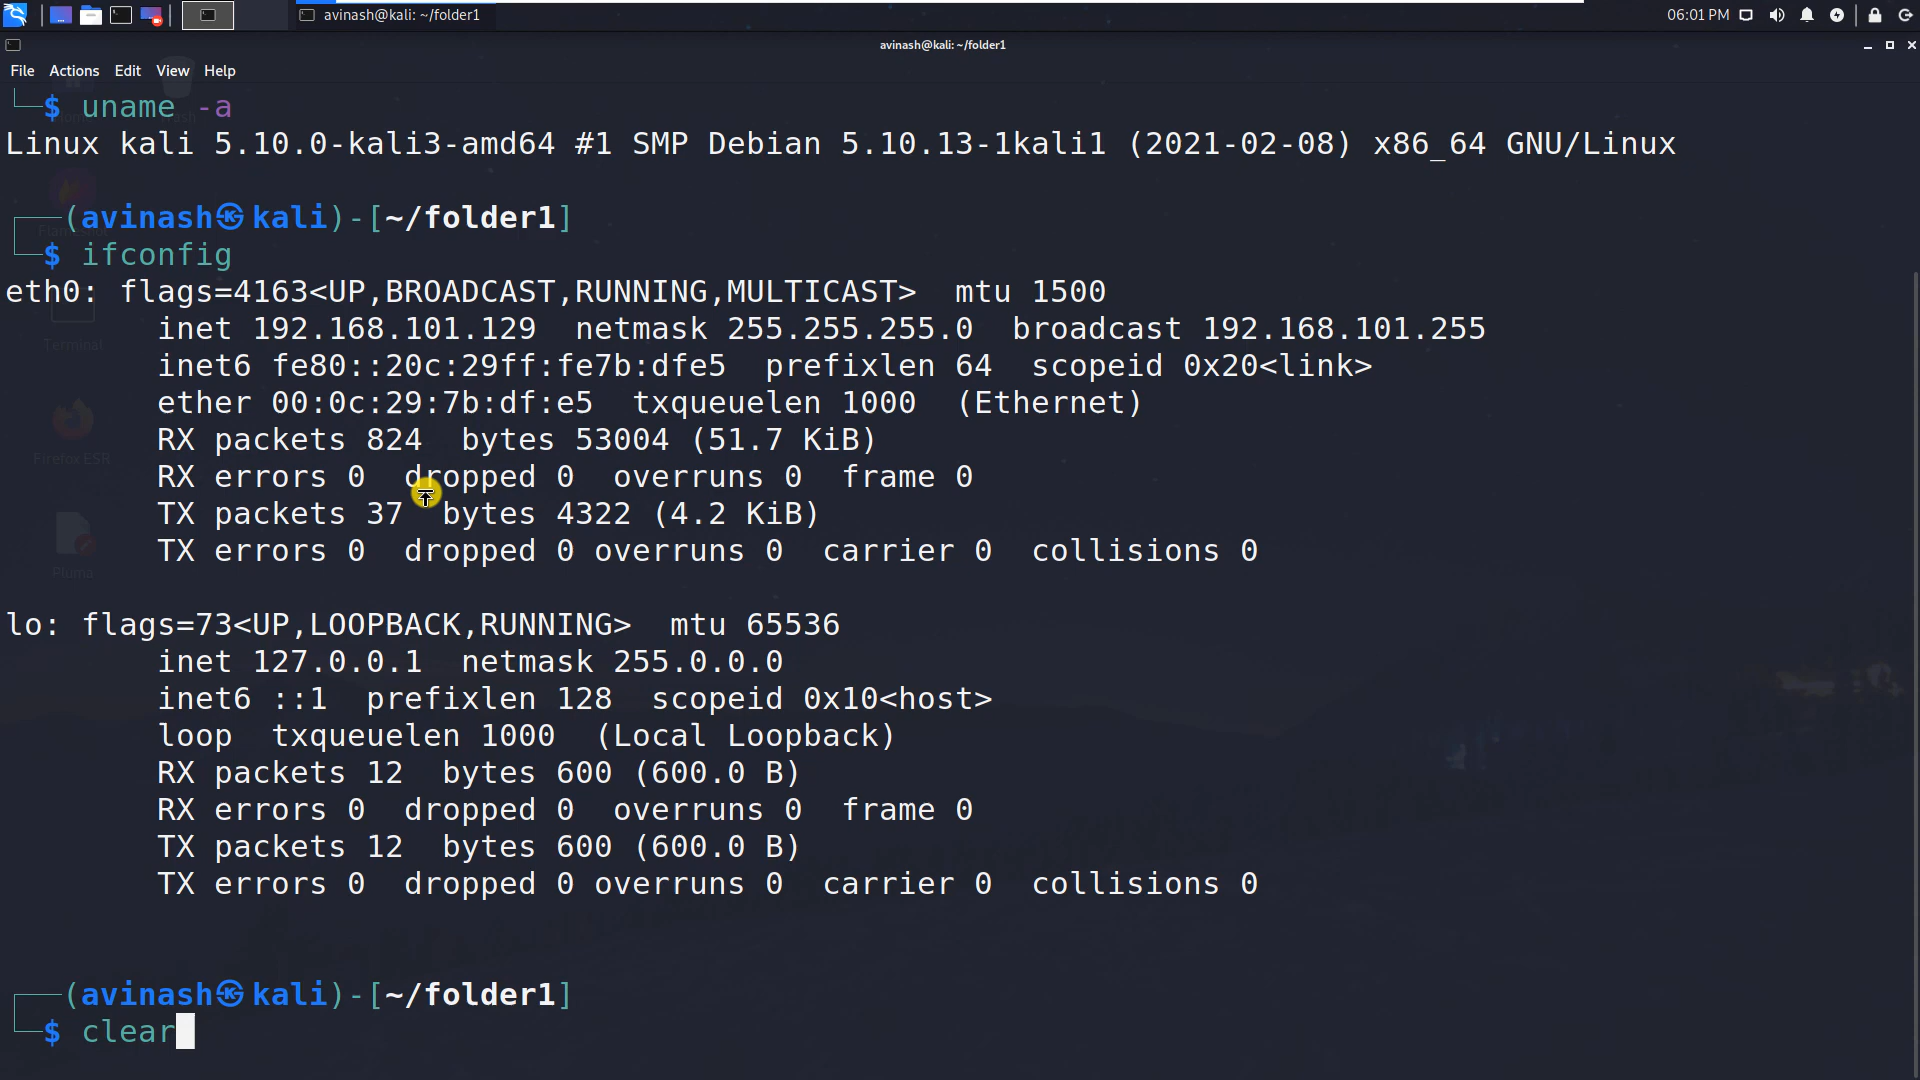 avinash@kali: ~/folder1
06:01 PM
avinash@kali: ~/folder1
File Actions Edit View Help
$ uname -a
Linux kali 5.10.0-kali3-amd64 #1 SMP Debian 5.10.13-1kali1 (2021-02-08) x86_64 GNU/Linux
(avinash㉿kali)-[~/folder1]
$ ifconfig
eth0: flags=4163<UP,BROADCAST,RUNNING,MULTICAST>  mtu 1500
inet 192.168.101.129  netmask 255.255.255.0  broadcast 192.168.101.255
inet6 fe80::20c:29ff:fe7b:dfe5  prefixlen 64  scopeid 0x20<link>
ether 00:0c:29:7b:df:e5  txqueuelen 1000  (Ethernet)
RX packets 824  bytes 53004 (51.7 KiB)
RX errors 0  dropped 0  overruns 0  frame 0
TX packets 37  bytes 4322 (4.2 KiB)
TX errors 0  dropped 0 overruns 0  carrier 0  collisions 0
lo: flags=73<UP,LOOPBACK,RUNNING>  mtu 65536
inet 127.0.0.1  netmask 255.0.0.0
inet6 ::1  prefixlen 128  scopeid 0x10<host>
loop  txqueuelen 1000  (Local Loopback)
RX packets 12  bytes 600 (600.0 B)
RX errors 0  dropped 0  overruns 0  frame 0
TX packets 12  bytes 600 (600.0 B)
TX errors 0  dropped 0 overruns 0  carrier 0  collisions 0
(avinash㉿kali)-[~/folder1]
$ clear
Terminal
Firefox ESR
Pluma